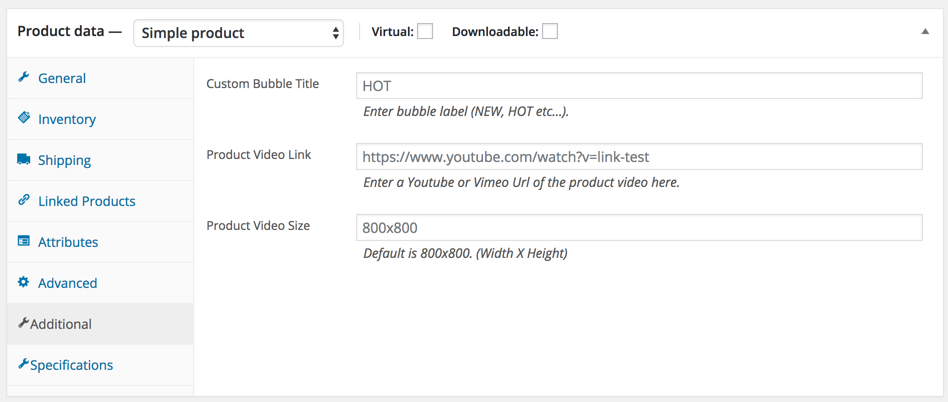 Product data — Simple product Virtual: Downloadable:
General
Inventory
Shipping
Linked Products
Attributes
Advanced
Additional
Specifications
Custom Bubble Title HOT
Enter bubble label (NEW, HOT etc...).
Product Video Link https://www.youtube.com/watch?v=link-test
Enter a Youtube or Vimeo Url of the product video here.
Product Video Size 800x800
Default is 800x800. (Width X Height)